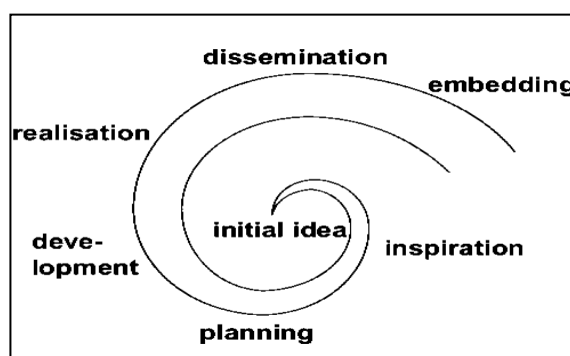 dissemination
embedding
realisation
initial idea
deve-
lopment
inspiration
planning